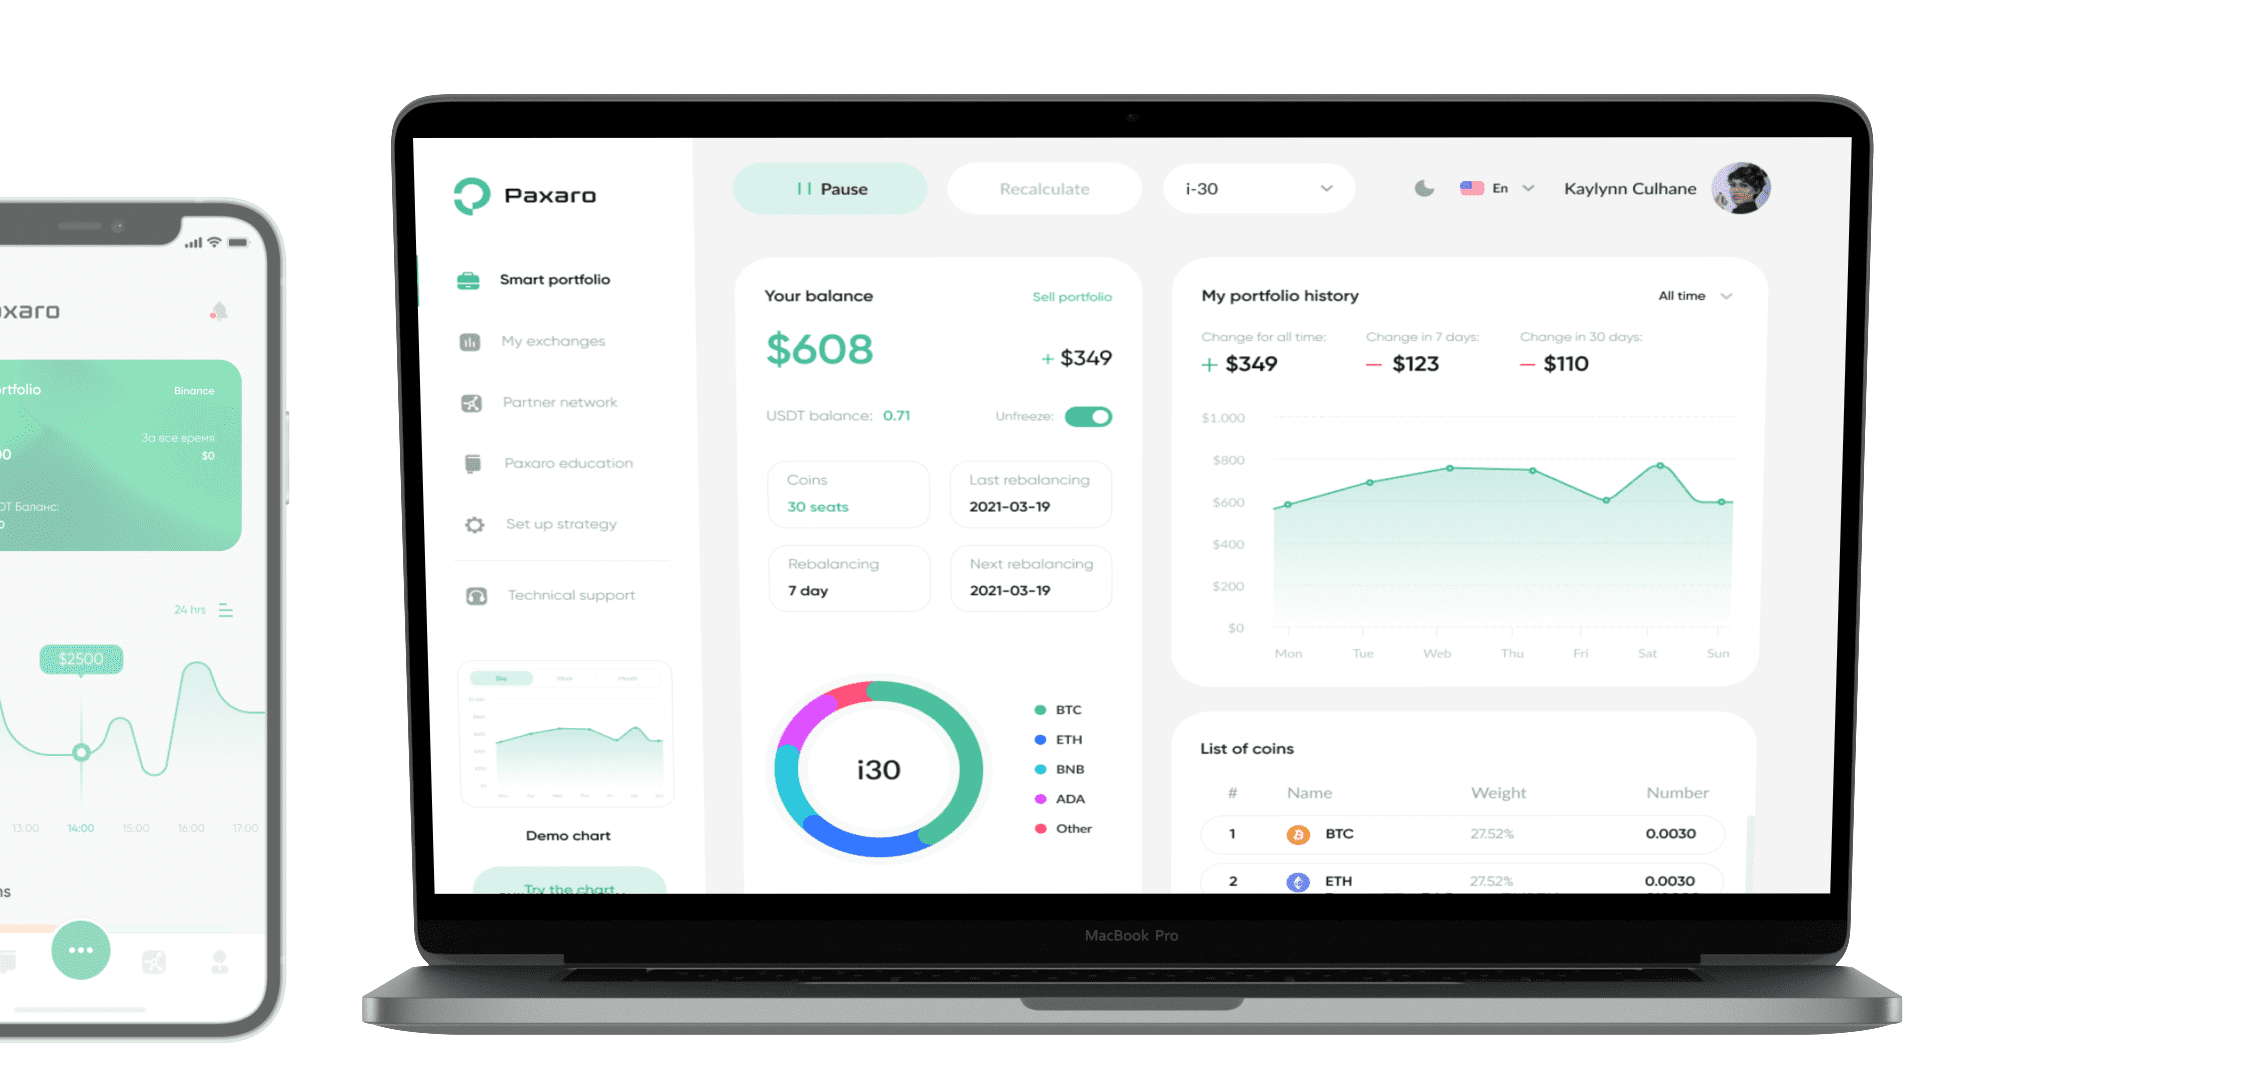 xaro
rtfolio
Binance
За все время
$0
DT Баланс:
24 hrs
$2500
13:00
14:00
15:00
16:00
17:00
ns
Paxaro
Smart portfolio
My exchanges
Partner network
Paxaro education
Set up strategy
Technical support
Day
Week
Month
Demo chart
Try the chart
Pause
Recalculate
i-30
En
Kaylynn Culhane
Your balance
Sell portfolio
$608
+ $349
USDT balance: 0.71
Unfreeze:
Coins
30 seats
Last rebalancing
2021-03-19
Rebalancing
7 day
Next rebalancing
2021-03-19
i30
BTC
ETH
BNB
ADA
Other
My portfolio history
All time
Change for all time:
+ $349
Change in 7 days:
— $123
Change in 30 days:
— $110
$1.000
$800
$600
$400
$200
$0
Mon
Tue
Web
Thu
Fri
Sat
Sun
List of coins
# Name Weight Number
1 BTC 27.52% 0.0030
2 ETH 27.52% 0.0030
MacBook Pro